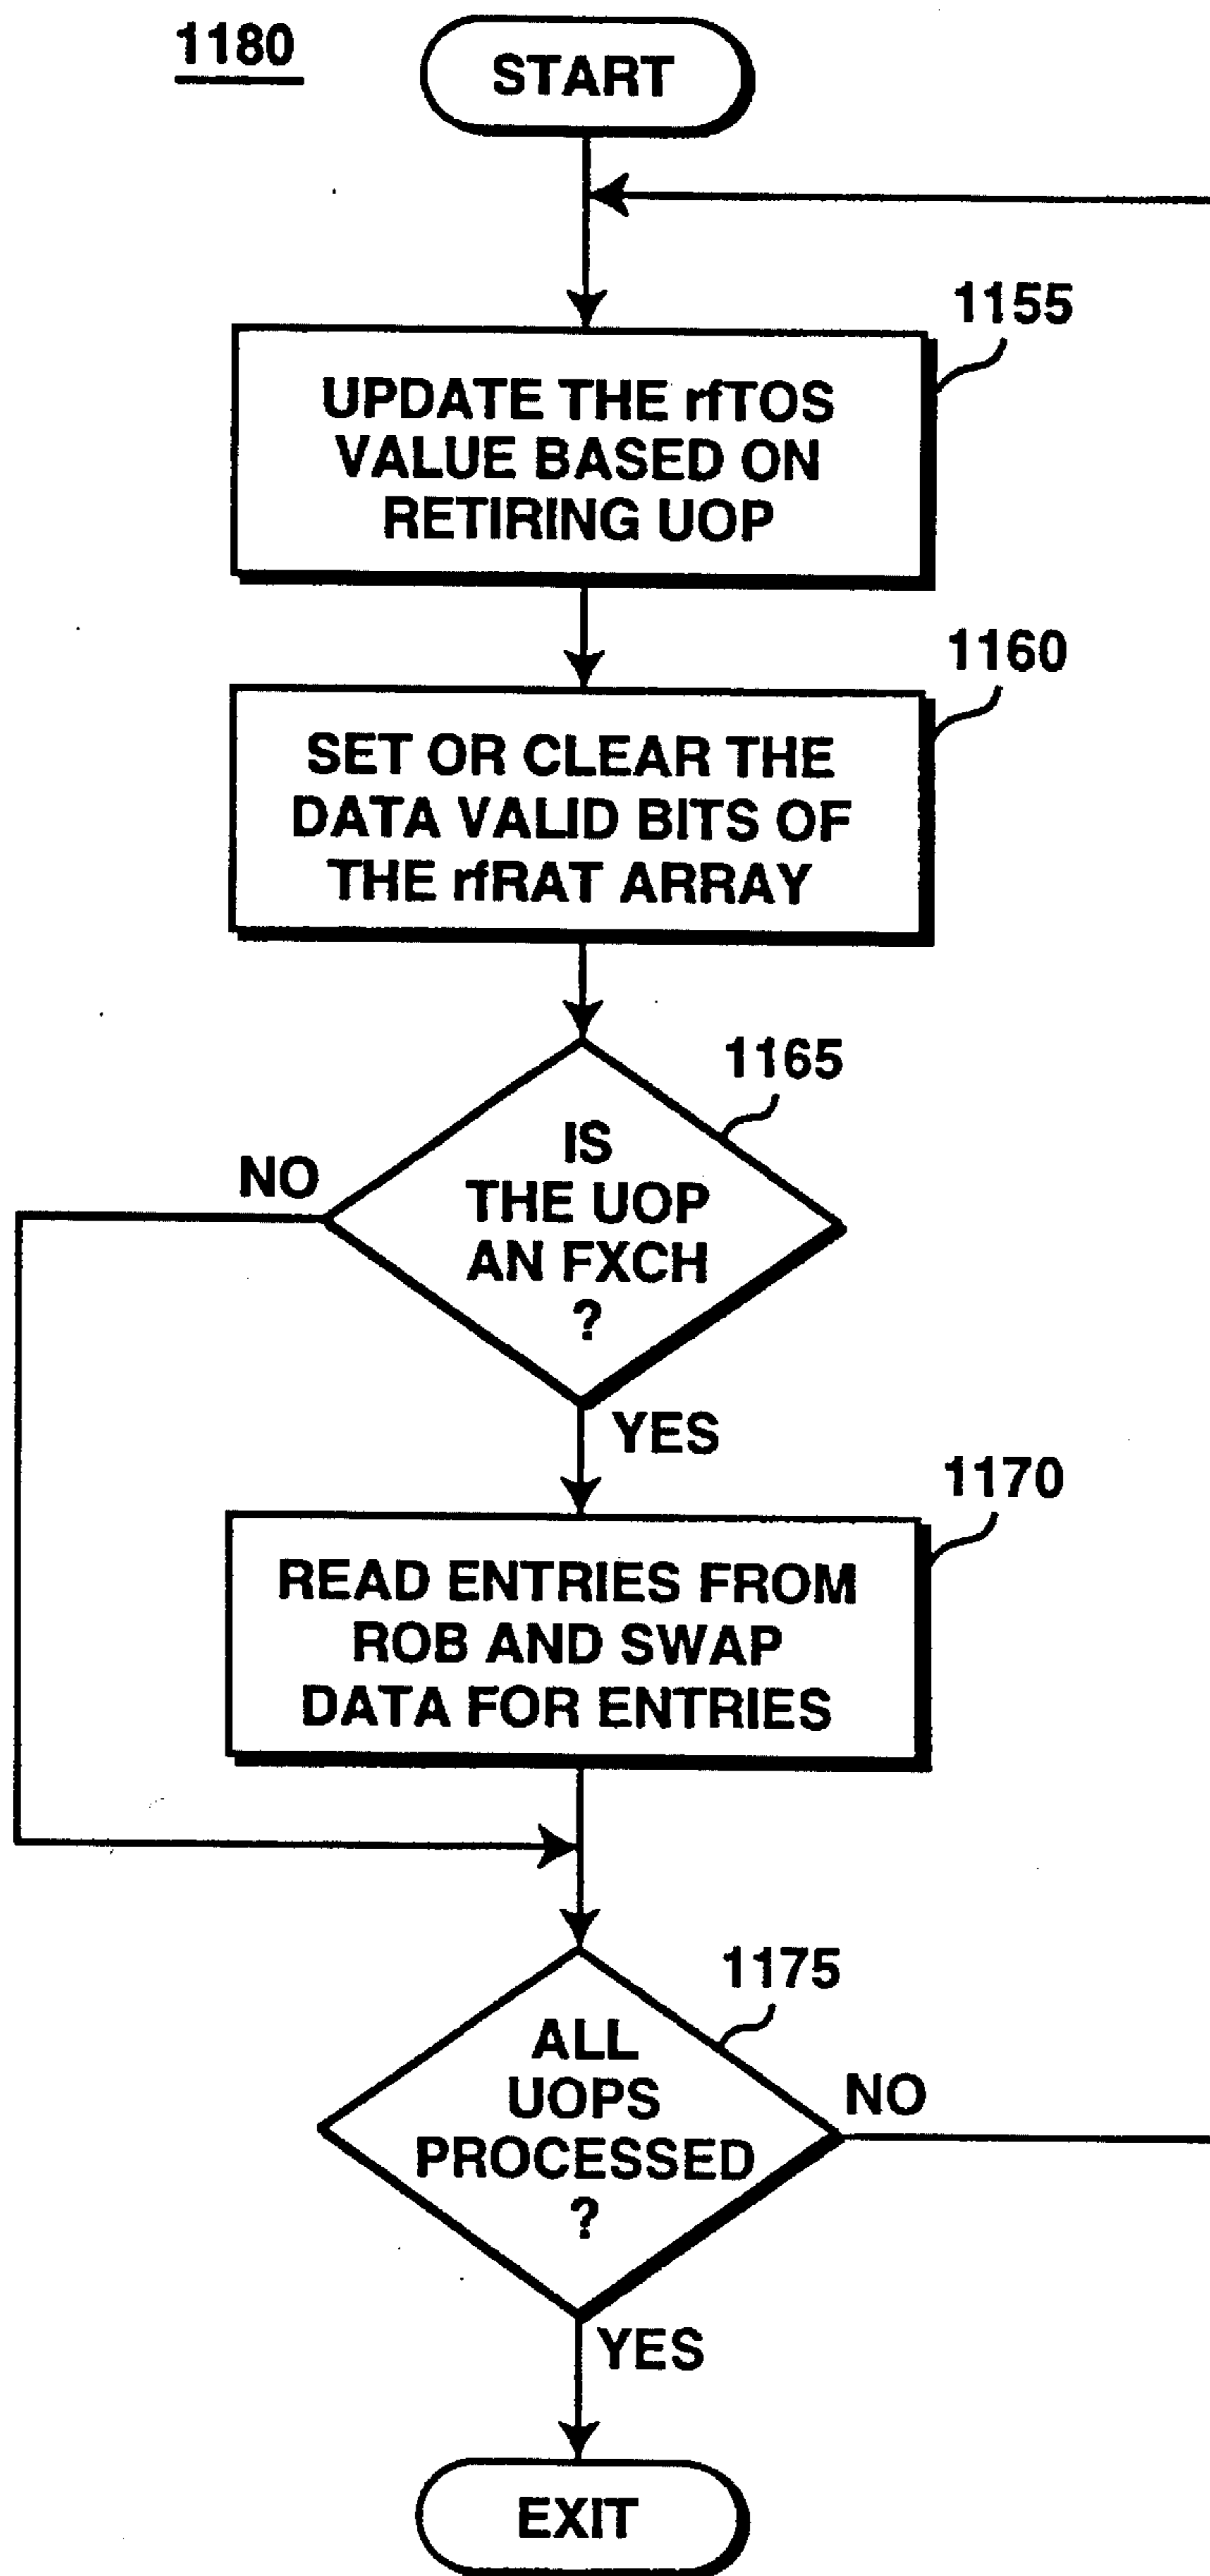 1180
START
1155
UPDATE THE rfTOS
VALUE BASED ON
RETIRING UOP
1160
SET OR CLEAR THE
DATA VALID BITS OF
THE rfRAT ARRAY
1165
IS
THE UOP
AN FXCH
?
NO
YES
1170
READ ENTRIES FROM
ROB AND SWAP
DATA FOR ENTRIES
1175
ALL
UOPS
PROCESSED
?
NO
YES
EXIT